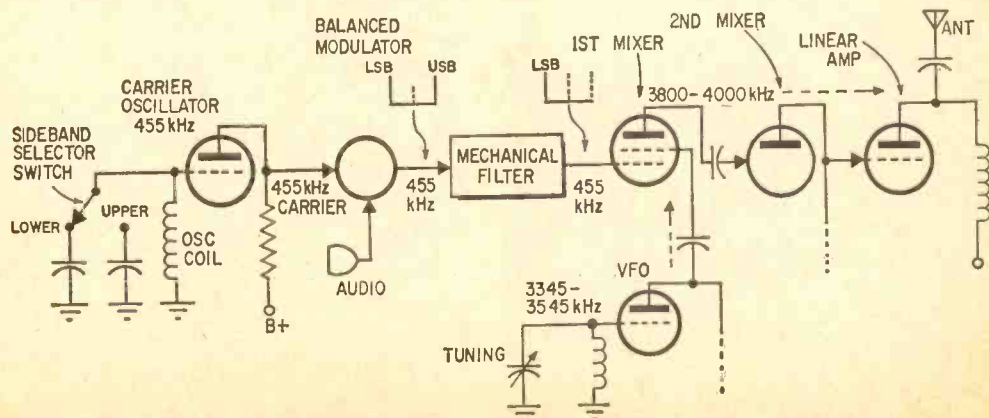 BALANCED
MODULATOR
LSB USB
CARRIER
OSCILLATOR
455 kHz
SIDEBAND
SELECTOR
SWITCH
LOWER
UPPER
OSC
COIL
455 kHz
CARRIER
B+
AUDIO
455
kHz
MECHANICAL
FILTER
LSB
455
kHz
1ST MIXER
2ND MIXER
3800-4000 kHz
LINEAR
AMP
ANT
VFO
3345-
3545 kHz
TUNING